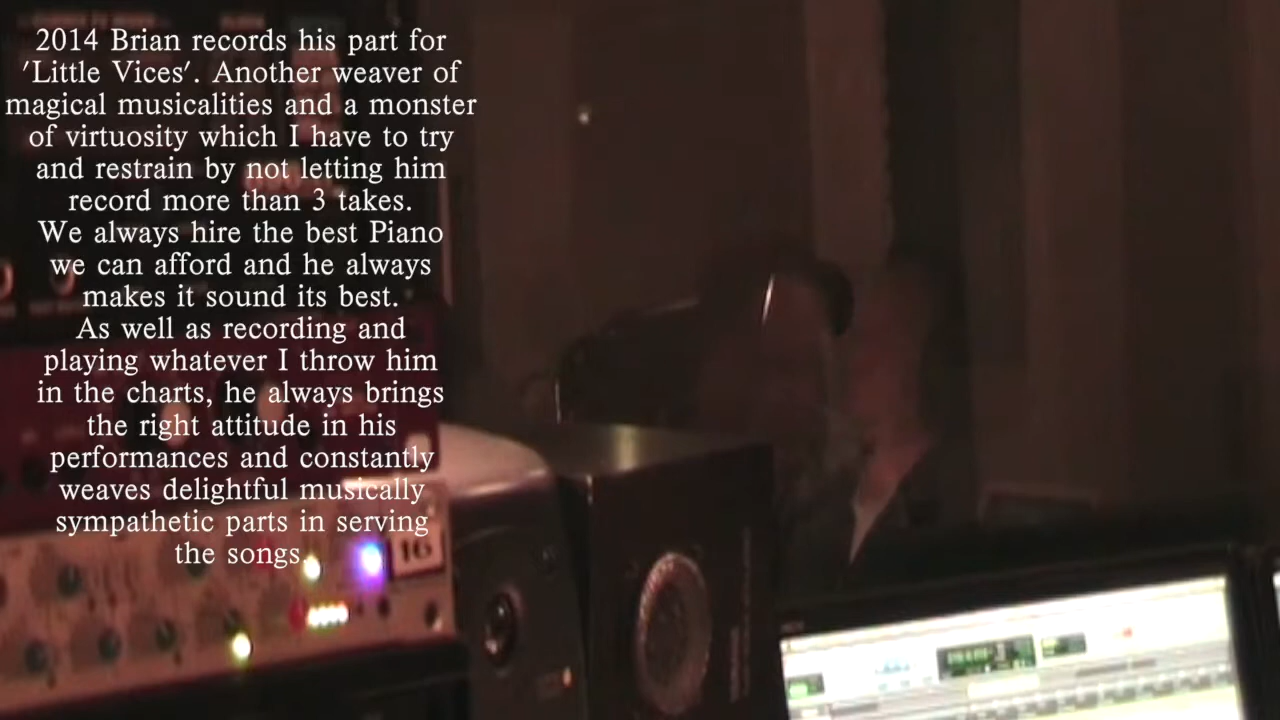 2014 Brian records his part for
'Little Vices'. Another weaver of
magical musicalities and a monster
of virtuosity which I have to try
and restrain by not letting him
record more than 3 takes.
We always hire the best Piano
we can afford and he always
makes it sound its best.
As well as recording and
playing whatever I throw him
in the charts, he always brings
the right attitude in his
performances and constantly
weaves delightful musically
sympathetic parts in serving
the songs.
16